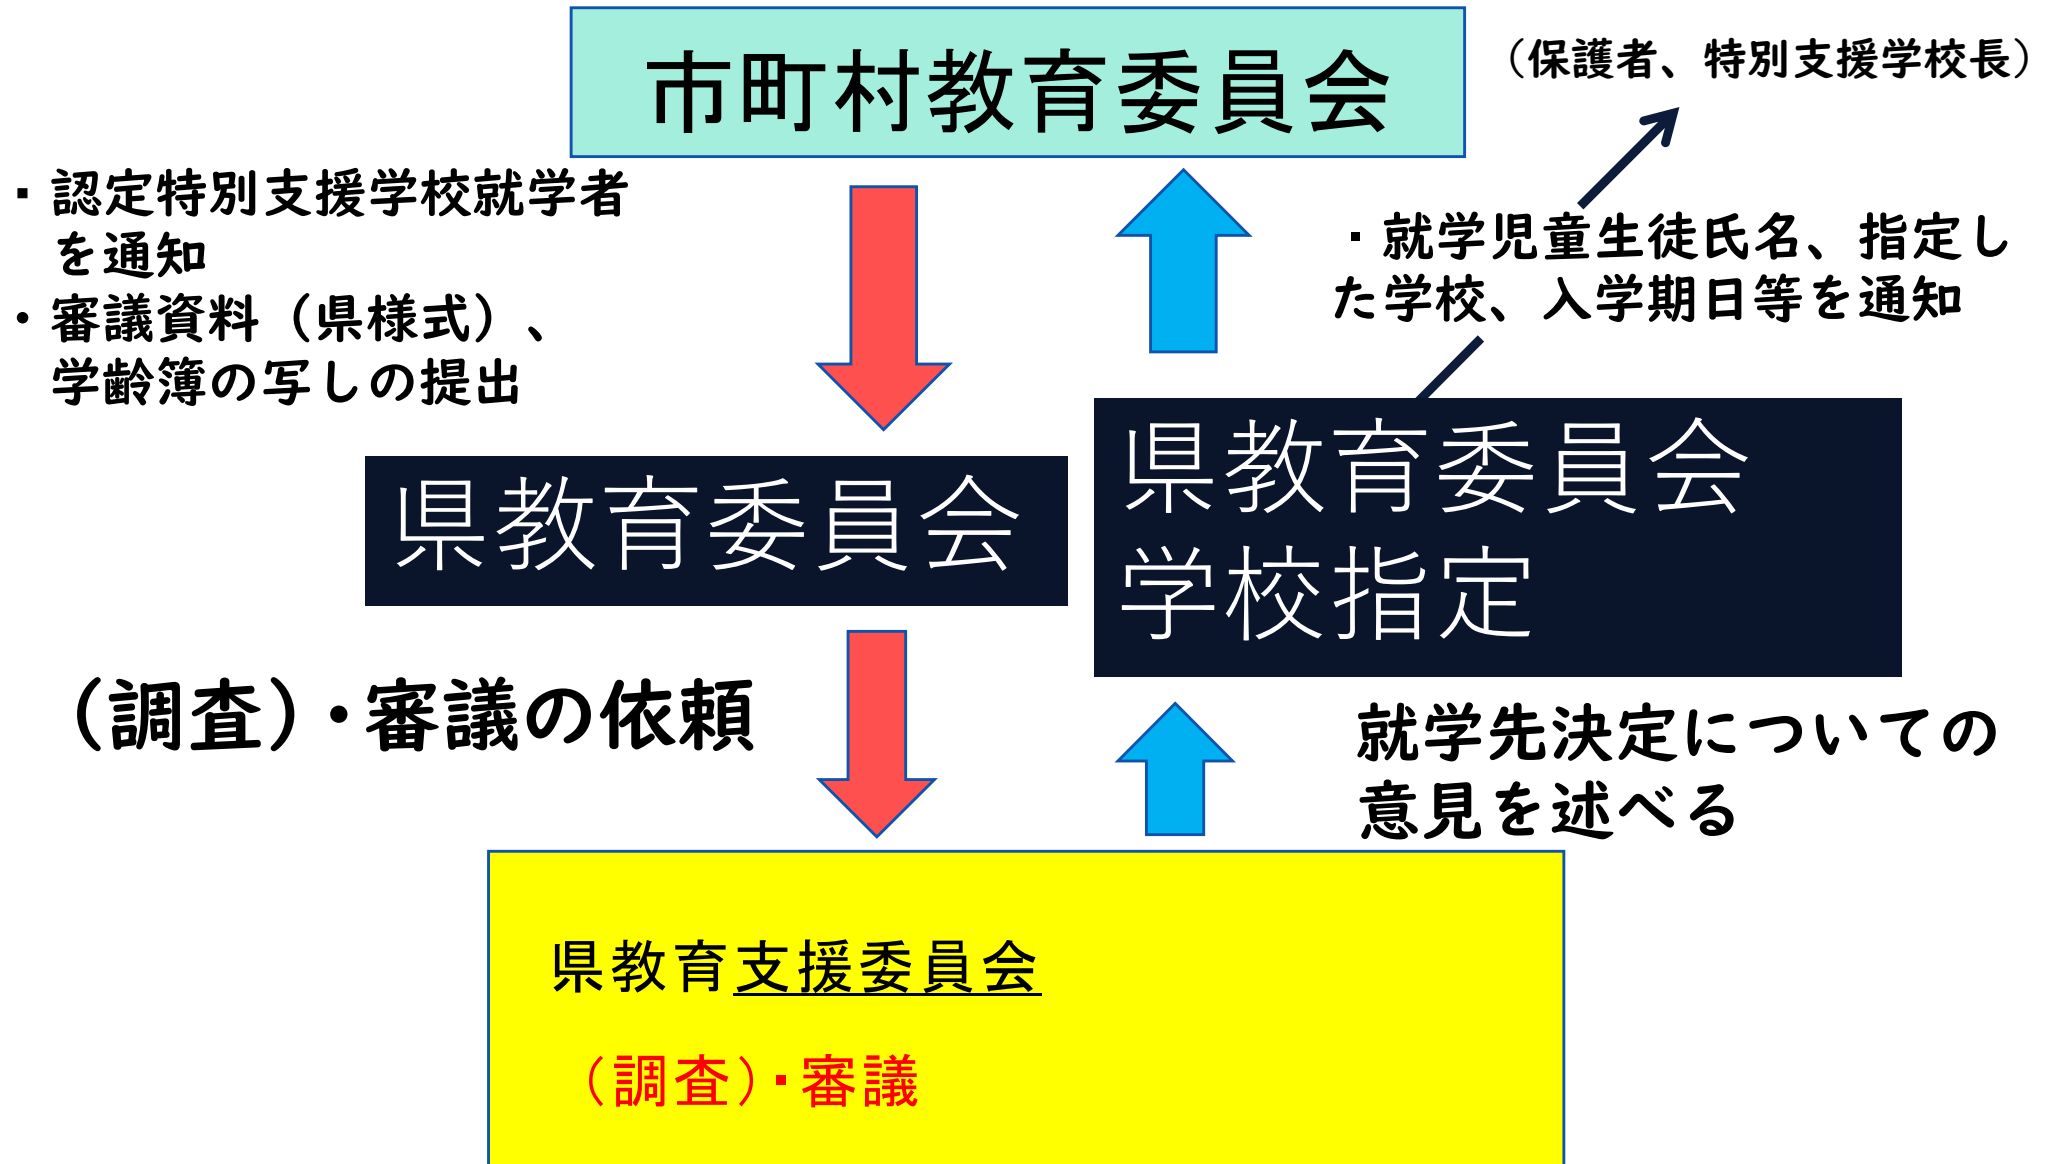 市町村教育委員会
（保護者、特別支援学校長）
・認定特別支援学校就学者
を通知
・審議資料（県様式）、
学齢簿の写しの提出
・就学児童生徒氏名、指定し
た学校、入学期日等を通知
県教育委員会
県教育委員会
学校指定
（調査）・審議の依頼
就学先決定についての
意見を述べる
県教育支援委員会
（調査）・審議